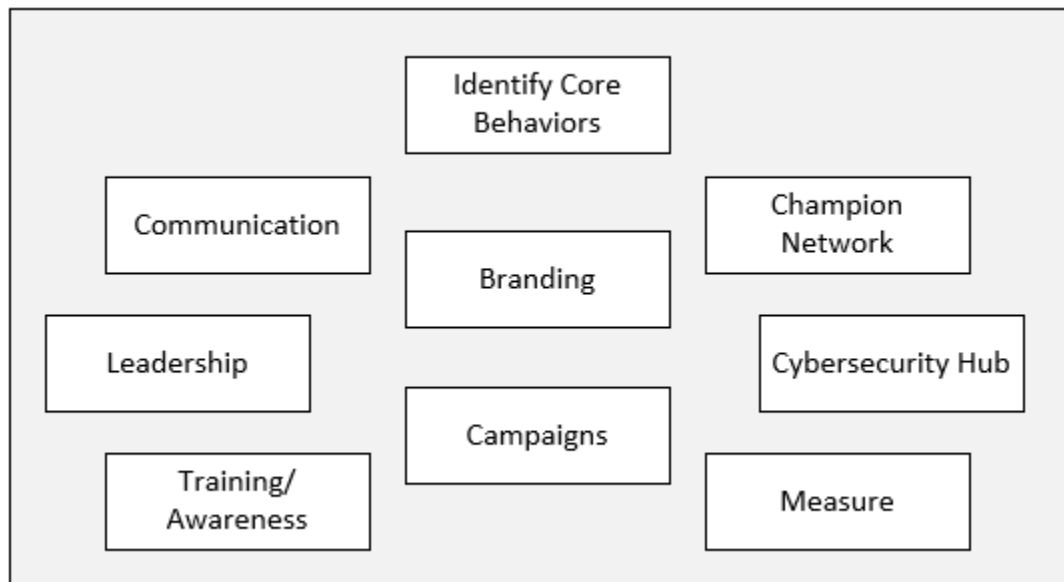 Identify Core
Behaviors
Communication
Champion
Network
Branding
Leadership
Cybersecurity Hub
Campaigns
Training/
Awareness
Measure